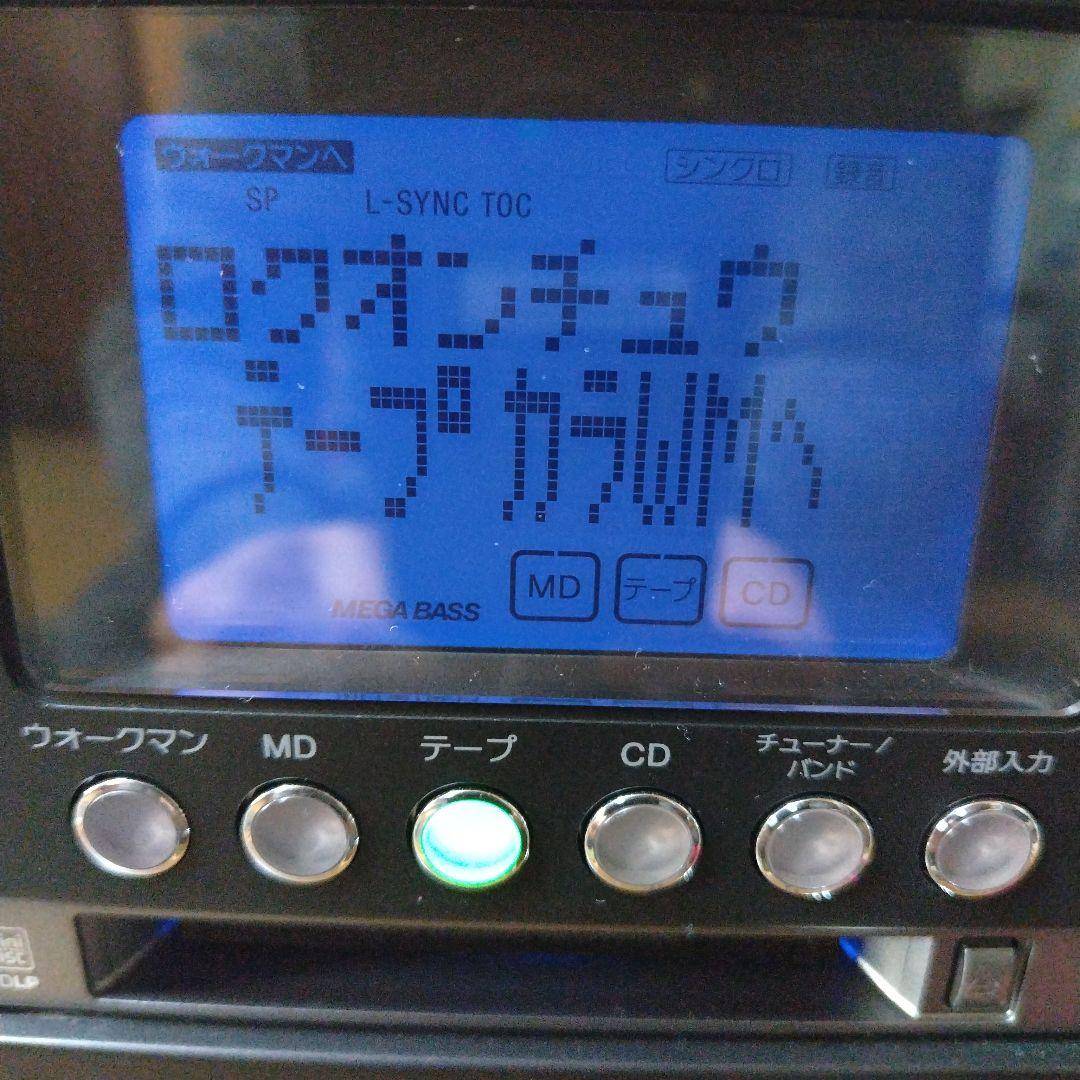 ウォークマンへ シンクロ 録音
SP L-SYNC TOC
ロクオンチュウ
テープカラWMへ
MD テープ CD
MEGA BASS
ウォークマン MD テープ CD チューナー/バンド 外部入力